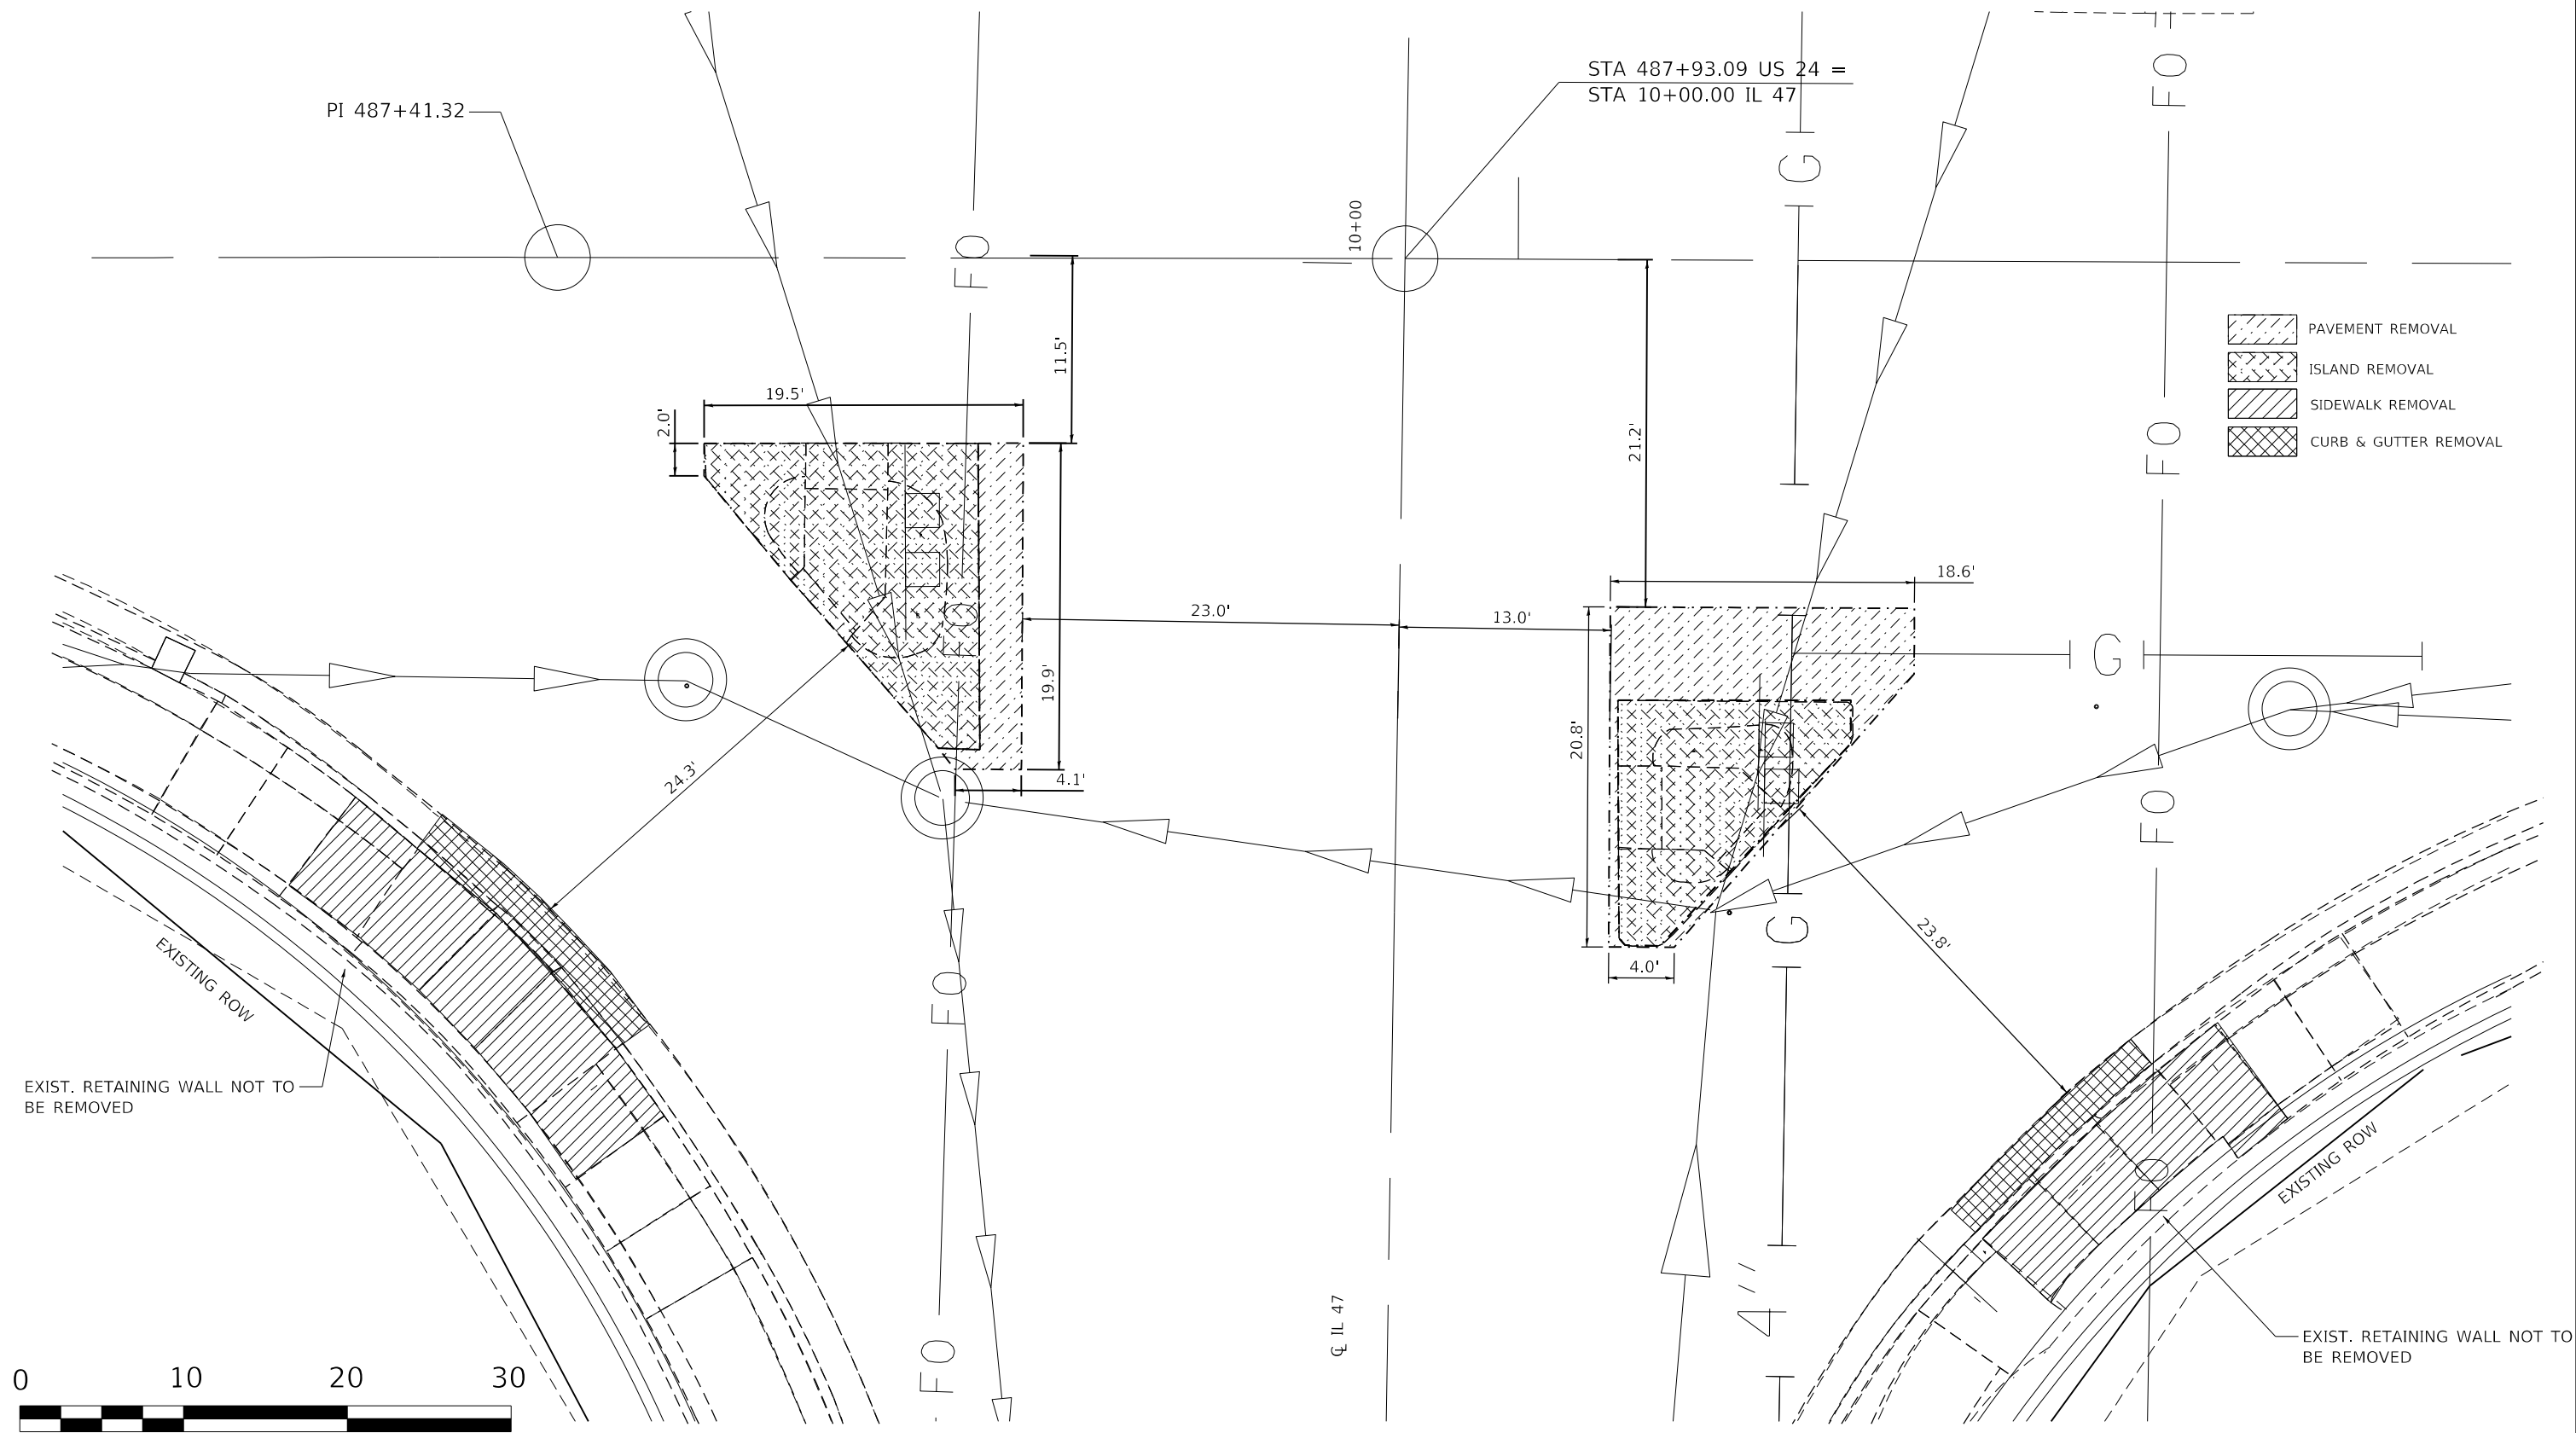 STA 487+93.09 US 24 =
STA 10+00.00 IL 47
PI 487+41.32
FO
FO
G
10+00
PAVEMENT REMOVAL
ISLAND REMOVAL
SIDEWALK REMOVAL
CURB & GUTTER REMOVAL
11.5'
19.5'
2.0'
21.2'
FO
18.6'
23.0'
13.0'
FO
G
19.9'
20.8'
4.1'
24.3'
FO
G
23.8'
4.0'
FO
EXISTING ROW
EXIST. RETAINING WALL NOT TO
BE REMOVED
EXISTING ROW
FO
4''
℄ IL 47
FO
EXIST. RETAINING WALL NOT TO
BE REMOVED
0 10 20 30